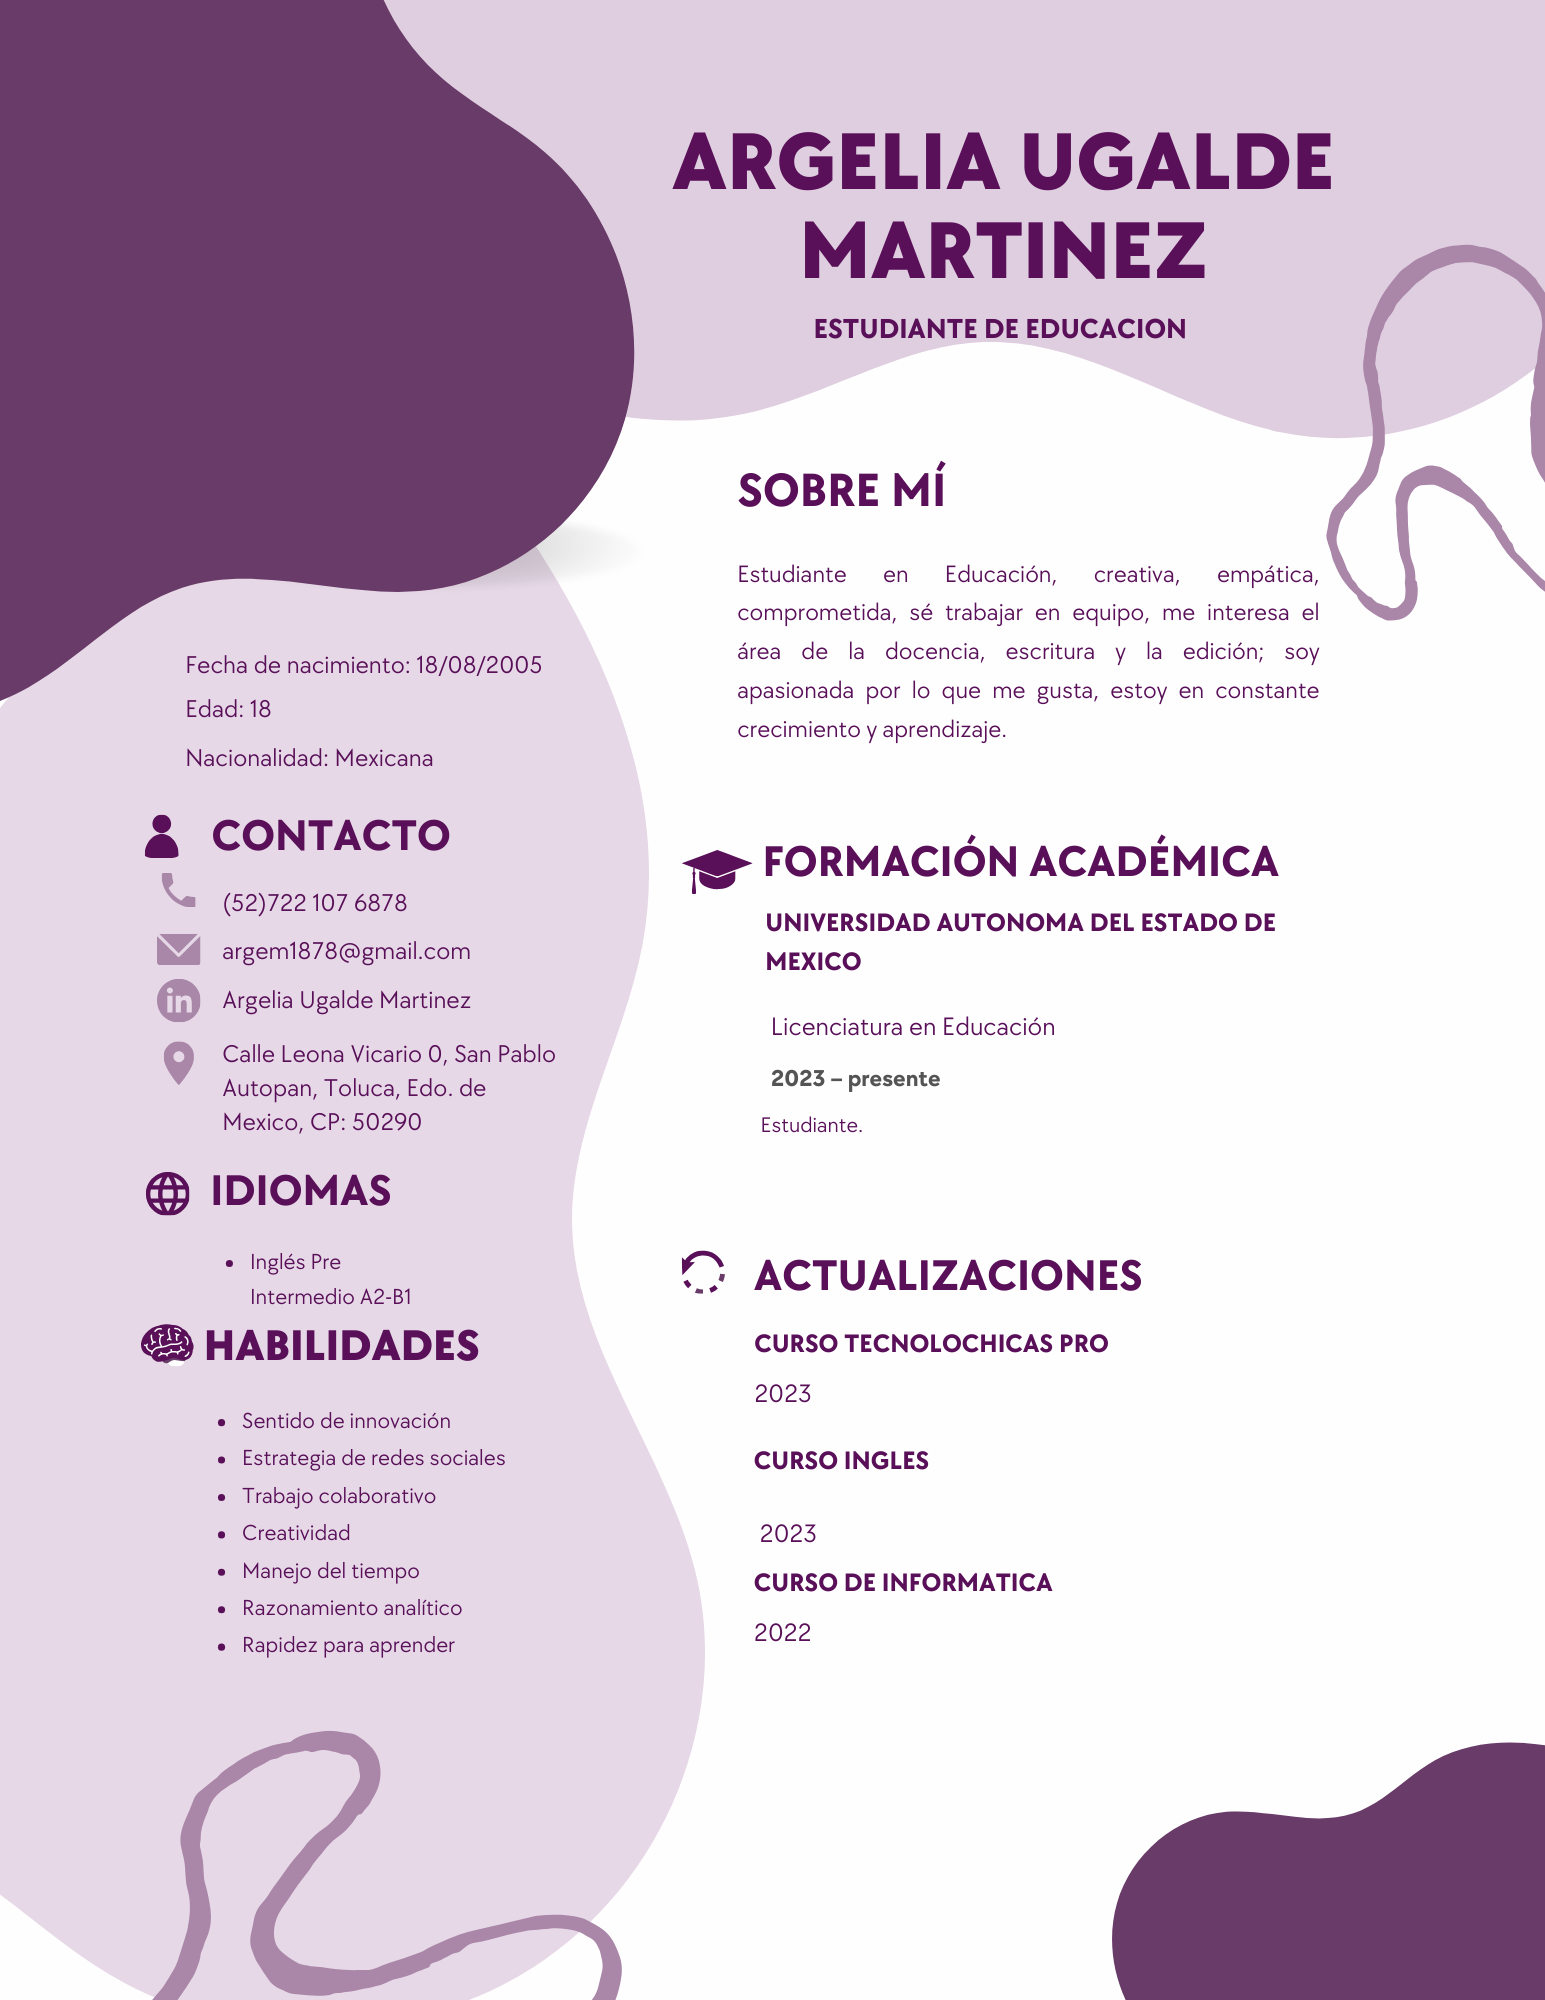 ARGELIA UGALDE
MARTINEZ
ESTUDIANTE DE EDUCACION
Fecha de nacimiento: 18/08/2005
Edad: 18
Nacionalidad: Mexicana
CONTACTO
(52)722 107 6878
argem1878@gmail.com
in
Argelia Ugalde Martinez
Calle Leona Vicario 0, San Pablo
Autopan, Toluca, Edo. de
Mexico, CP: 50290
IDIOMAS
• Inglés Pre
Intermedio A2-B1
HABILIDADES
• Sentido de innovación
• Estrategia de redes sociales
• Trabajo colaborativo
• Creatividad
• Manejo del tiempo
• Razonamiento analítico
• Rapidez para aprender
SOBRE MÍ
Estudiante en Educación, creativa, empática,
comprometida, sé trabajar en equipo, me interesa el
área de la docencia, escritura y la edición; soy
apasionada por lo que me gusta, estoy en constante
crecimiento y aprendizaje.
FORMACIÓN ACADÉMICA
UNIVERSIDAD AUTONOMA DEL ESTADO DE
MEXICO
Licenciatura en Educación
2023 – presente
Estudiante.
ACTUALIZACIONES
CURSO TECNOLOCHICAS PRO
2023
CURSO INGLES
2023
CURSO DE INFORMATICA
2022